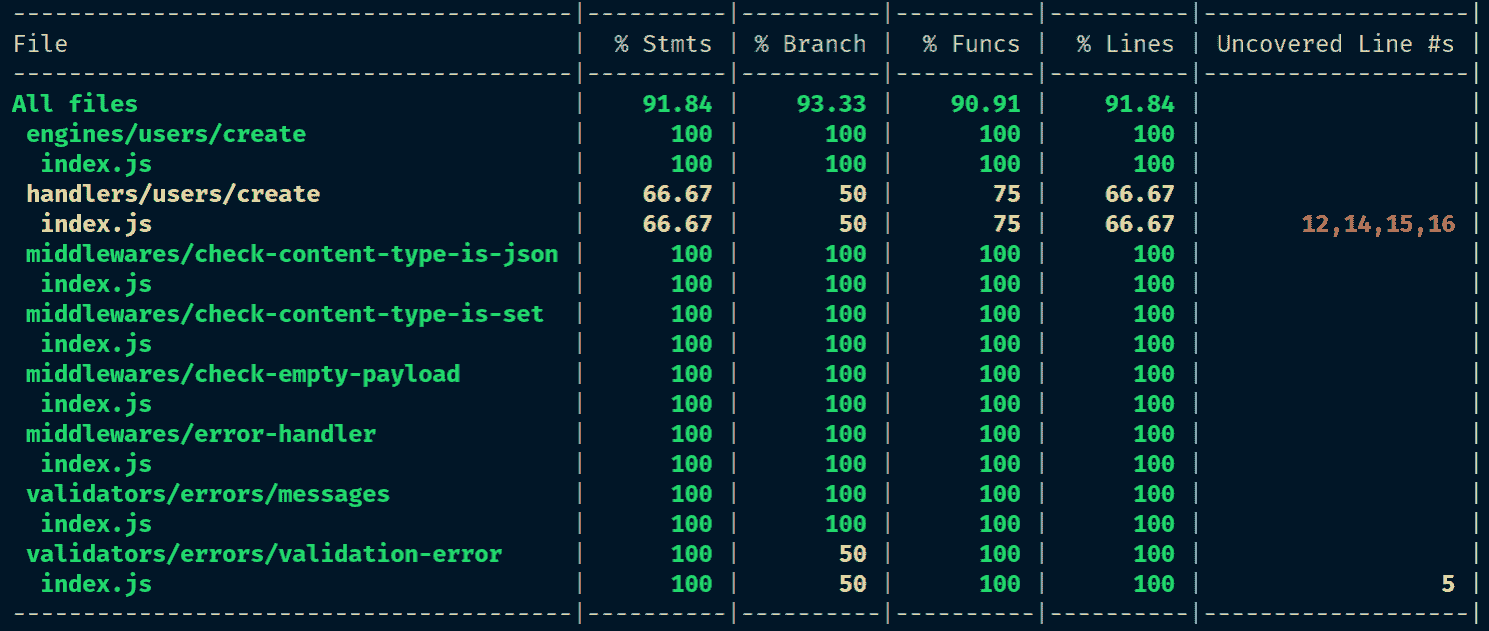 ----------------------------------------|----------|----------|----------|----------|-------------------|
File                                    |  % Stmts | % Branch |  % Funcs |  % Lines | Uncovered Line #s |
----------------------------------------|----------|----------|----------|----------|-------------------|
All files                               |    91.84 |    93.33 |    90.91 |    91.84 |                   |
 engines/users/create                   |      100 |      100 |      100 |      100 |                   |
  index.js                              |      100 |      100 |      100 |      100 |                   |
 handlers/users/create                  |    66.67 |       50 |       75 |    66.67 |                   |
  index.js                              |    66.67 |       50 |       75 |    66.67 |       12,14,15,16 |
 middlewares/check-content-type-is-json |      100 |      100 |      100 |      100 |                   |
  index.js                              |      100 |      100 |      100 |      100 |                   |
 middlewares/check-content-type-is-set  |      100 |      100 |      100 |      100 |                   |
  index.js                              |      100 |      100 |      100 |      100 |                   |
 middlewares/check-empty-payload        |      100 |      100 |      100 |      100 |                   |
  index.js                              |      100 |      100 |      100 |      100 |                   |
 middlewares/error-handler              |      100 |      100 |      100 |      100 |                   |
  index.js                              |      100 |      100 |      100 |      100 |                   |
 validators/errors/messages             |      100 |      100 |      100 |      100 |                   |
  index.js                              |      100 |      100 |      100 |      100 |                   |
 validators/errors/validation-error     |      100 |       50 |      100 |      100 |                   |
  index.js                              |      100 |       50 |      100 |      100 |                 5 |
----------------------------------------|----------|----------|----------|----------|-------------------|